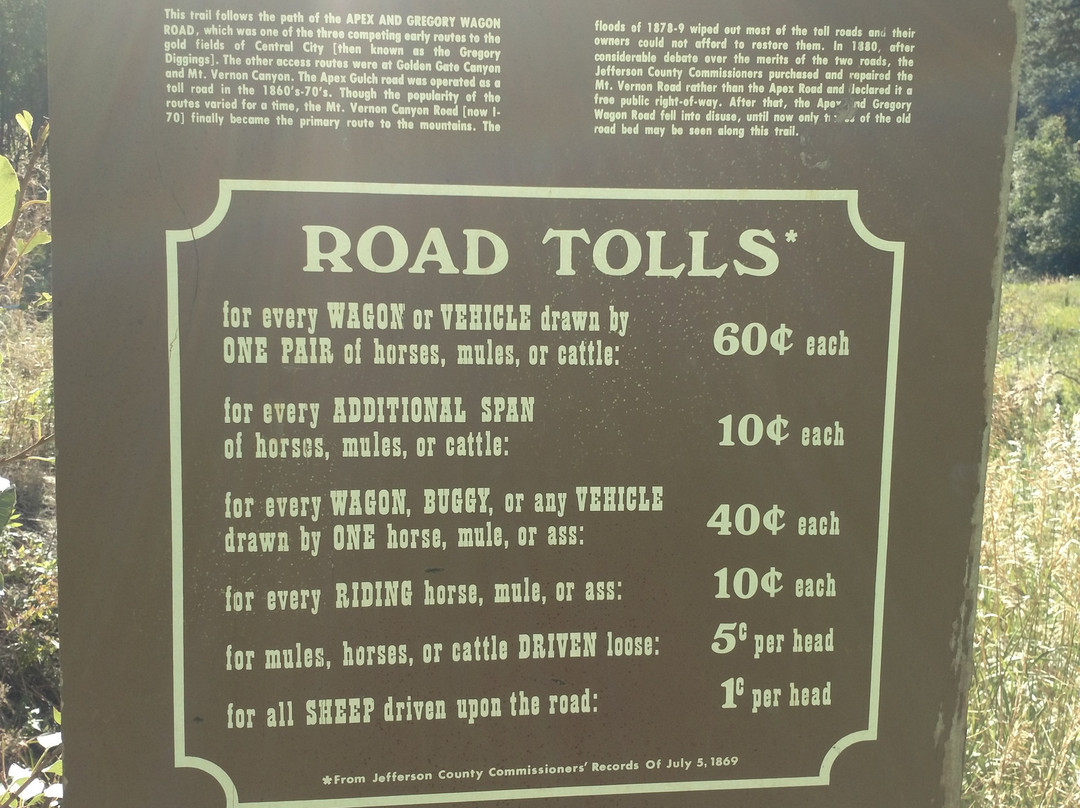 This trail follows the path of the APEX AND GREGORY WAGON
ROAD, which was one of the three competing early routes to the
gold fields of Central City [then known as the Gregory
Diggings]. The other access routes were at Golden Gate Canyon
and Mt. Vernon Canyon. The Apex Gulch road was operated as a
toll road in the 1860's-70's. Though the popularity of the
routes varied for a time, the Mt. Vernon Canyon Road [now I-
70] finally became the primary route to the mountains. The
floods of 1878-9 wiped out most of the toll roads and their
owners could not afford to restore them. In 1880, after
considerable debate over the merits of the two roads, the
Jefferson County Commissioners purchased and repaired the
Mt. Vernon Road rather than the Apex Road and declared it a
free public right-of-way. After that, the Apex and Gregory
Wagon Road fell into disuse, until now only of the old
road bed may be seen along this trail.
ROAD TOLLS*
for every WAGON or VEHICLE drawn by
ONE PAIR of horses, mules, or cattle: 60¢ each
for every ADDITIONAL SPAN
of horses, mules, or cattle: 10¢ each
for every WAGON, BUGGY, or any VEHICLE
drawn by ONE horse, mule, or ass: 40¢ each
for every RIDING horse, mule, or ass: 10¢ each
for mules, horses, or cattle DRIVEN loose: 5¢ per head
for all SHEEP driven upon the road: 1¢ per head
*From Jefferson County Commissioners' Records Of July 5, 1869